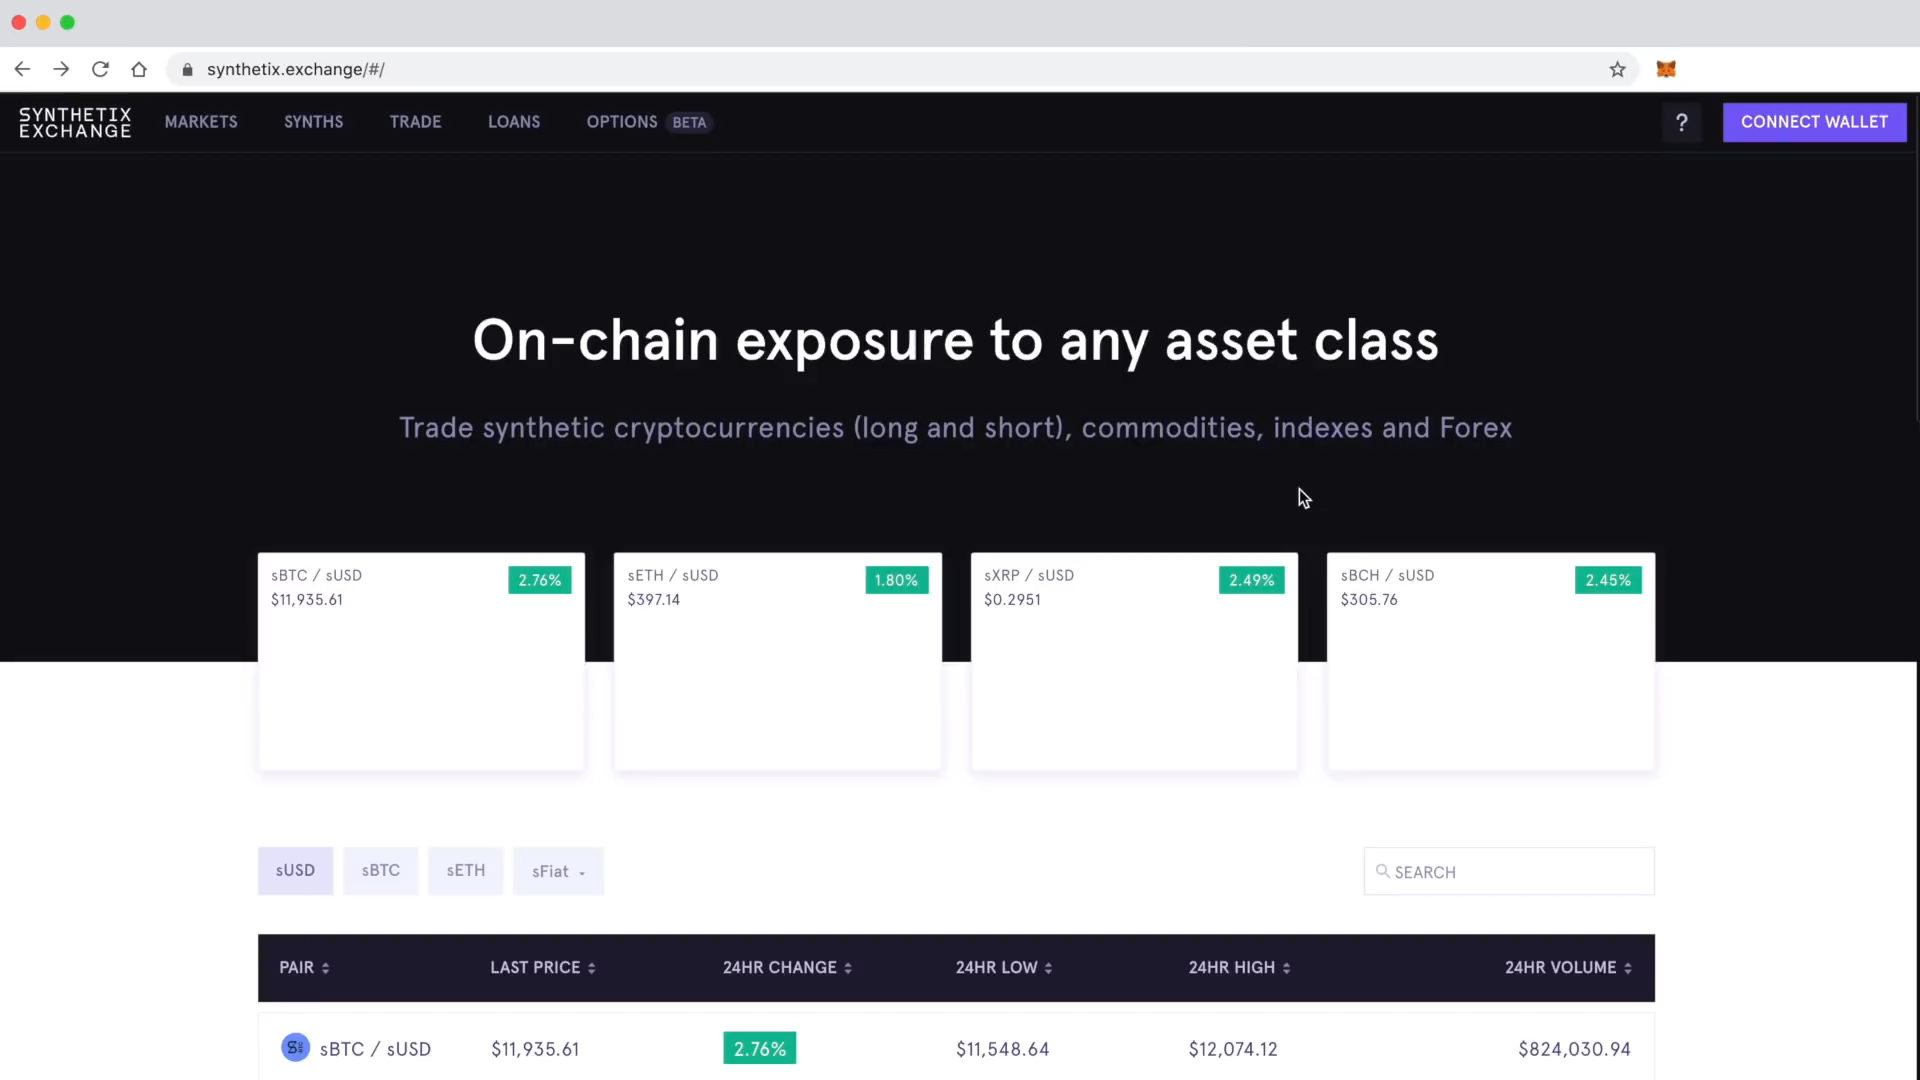 synthetix.exchange/#/
SYNTHETIX
EXCHANGE
MARKETS SYNTHS TRADE LOANS OPTIONS BETA ? CONNECT WALLET
On-chain exposure to any asset class
Trade synthetic cryptocurrencies (long and short), commodities, indexes and Forex
sBTC / sUSD 2.76%
$11,935.61
sETH / sUSD 1.80%
$397.14
sXRP / sUSD 2.49%
$0.2951
sBCH / sUSD 2.45%
$305.76
sUSD sBTC sETH sFiat SEARCH
PAIR LAST PRICE 24HR CHANGE 24HR LOW 24HR HIGH 24HR VOLUME
sBTC / sUSD $11,935.61 2.76% $11,548.64 $12,074.12 $824,030.94